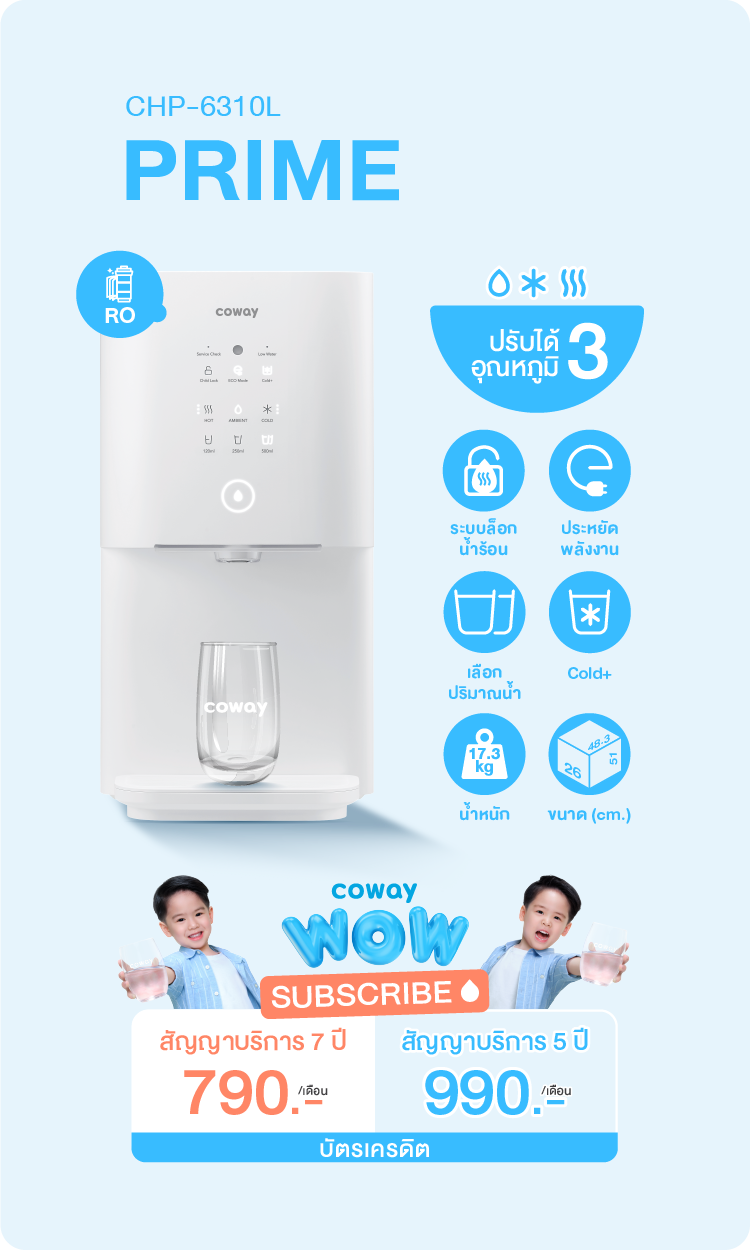 CHP-6310L
PRIME
RO
coway
Service Check
Low Water
Child Lock
ECO Mode
Cold+
HOT
AMBIENT
COLD
120ml
250ml
500ml
coway
ปรับได้
อุณหภูมิ
3
ระบบล็อก
น้ำร้อน
ประหยัด
พลังงาน
เลือก
ปริมาณน้ำ
Cold+
17.3
kg
น้ำหนัก
48.3
26
51
ขนาด (cm.)
coway
WOW
SUBSCRIBE
สัญญาบริการ 7 ปี
790.-
/เดือน
สัญญาบริการ 5 ปี
990.-
/เดือน
บัตรเครดิต